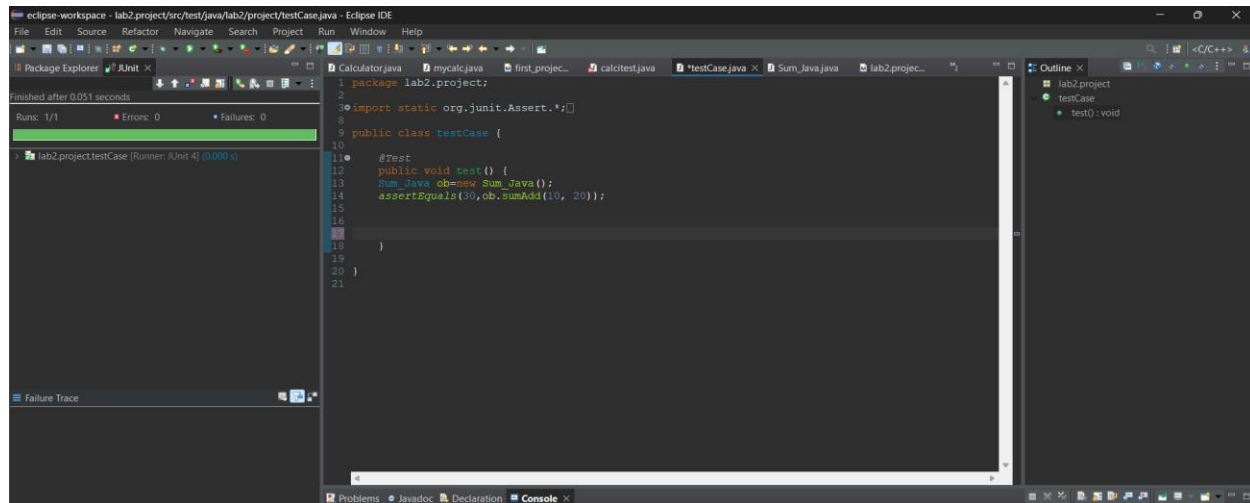 eclipse-workspace - lab2.project/src/test/java/lab2/project/testCase.java - Eclipse IDE
File Edit Source Refactor Navigate Search Project Run Window Help
<C/C++>
Package Explorer JUnit
Finished after 0.051 seconds
Runs: 1/1 Errors: 0 Failures: 0
lab2.project.testCase [Runner: JUnit 4] (0.000 s)
Failure Trace
Calculator.java mycalc.java first_projec... calcitest.java *testCase.java Sum_Java.java lab2.projec...
1 package lab2.project;
2
3 import static org.junit.Assert.*;
8
9 public class testCase {
10
11 @Test
12 public void test() {
13 Sum_Java ob=new Sum_Java();
14 assertEquals(30,ob.sumAdd(10, 20));
15
16
17
18 }
19
20 }
21
Problems Javadoc Declaration Console
Outline
lab2.project
testCase
test() : void